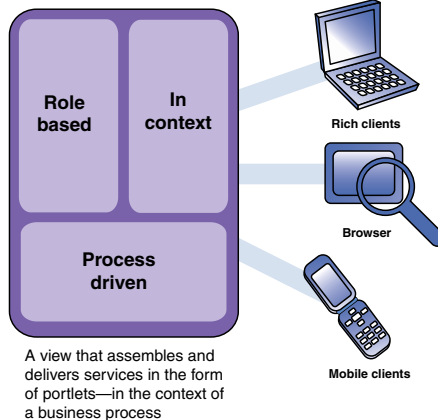 Role
based
In
context
Process
driven
Rich clients
Browser
Mobile clients
A view that assembles and
delivers services in the form
of portlets—in the context of
a business process